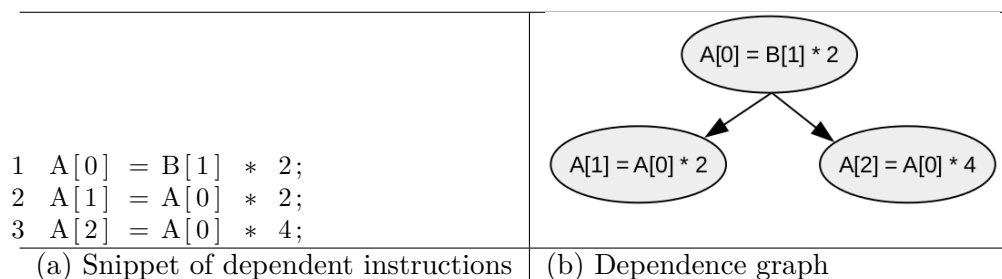 1 A[0] = B[1] * 2;
2 A[1] = A[0] * 2;
3 A[2] = A[0] * 4;
(a) Snippet of dependent instructions
A[0] = B[1] * 2
A[1] = A[0] * 2
A[2] = A[0] * 4
(b) Dependence graph